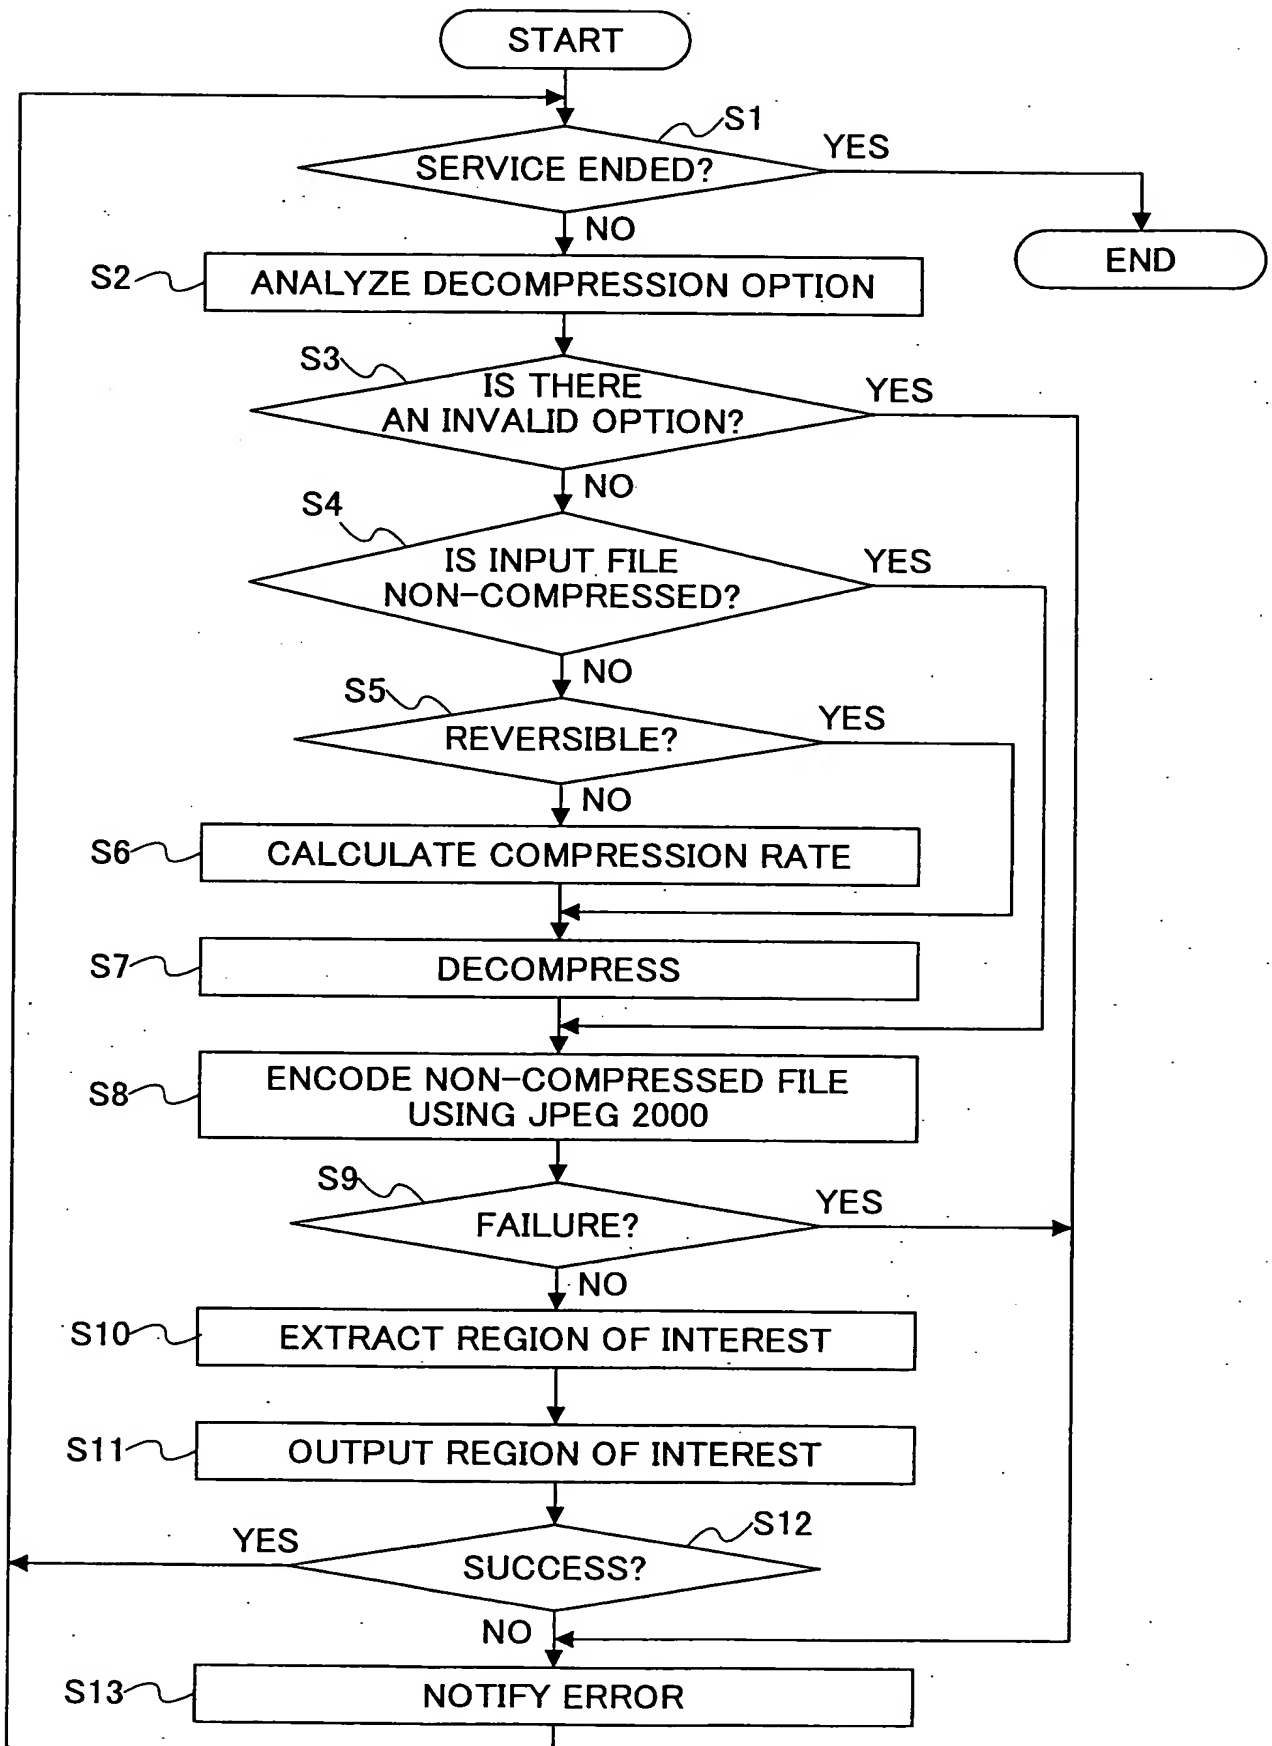 START
S1
YES
SERVICE ENDED?
NO
END
S2
ANALYZE DECOMPRESSION OPTION
S3
IS THERE
AN INVALID OPTION?
YES
NO
S4
IS INPUT FILE
NON-COMPRESSED?
YES
NO
S5
REVERSIBLE?
YES
NO
S6
CALCULATE COMPRESSION RATE
S7
DECOMPRESS
S8
ENCODE NON-COMPRESSED FILE
USING JPEG 2000
S9
FAILURE?
YES
NO
S10
EXTRACT REGION OF INTEREST
S11
OUTPUT REGION OF INTEREST
S12
YES
SUCCESS?
NO
S13
NOTIFY ERROR